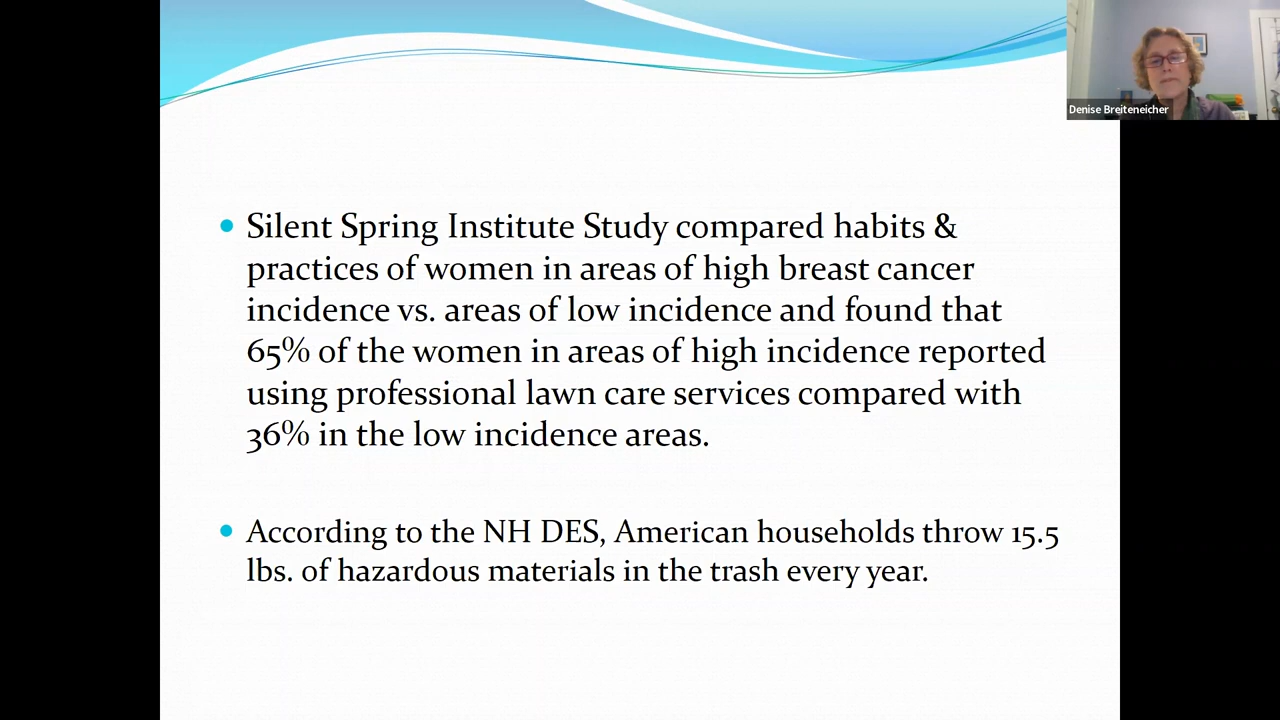 Denise Breiteneicher
• Silent Spring Institute Study compared habits &
practices of women in areas of high breast cancer
incidence vs. areas of low incidence and found that
65% of the women in areas of high incidence reported
using professional lawn care services compared with
36% in the low incidence areas.
• According to the NH DES, American households throw 15.5
lbs. of hazardous materials in the trash every year.